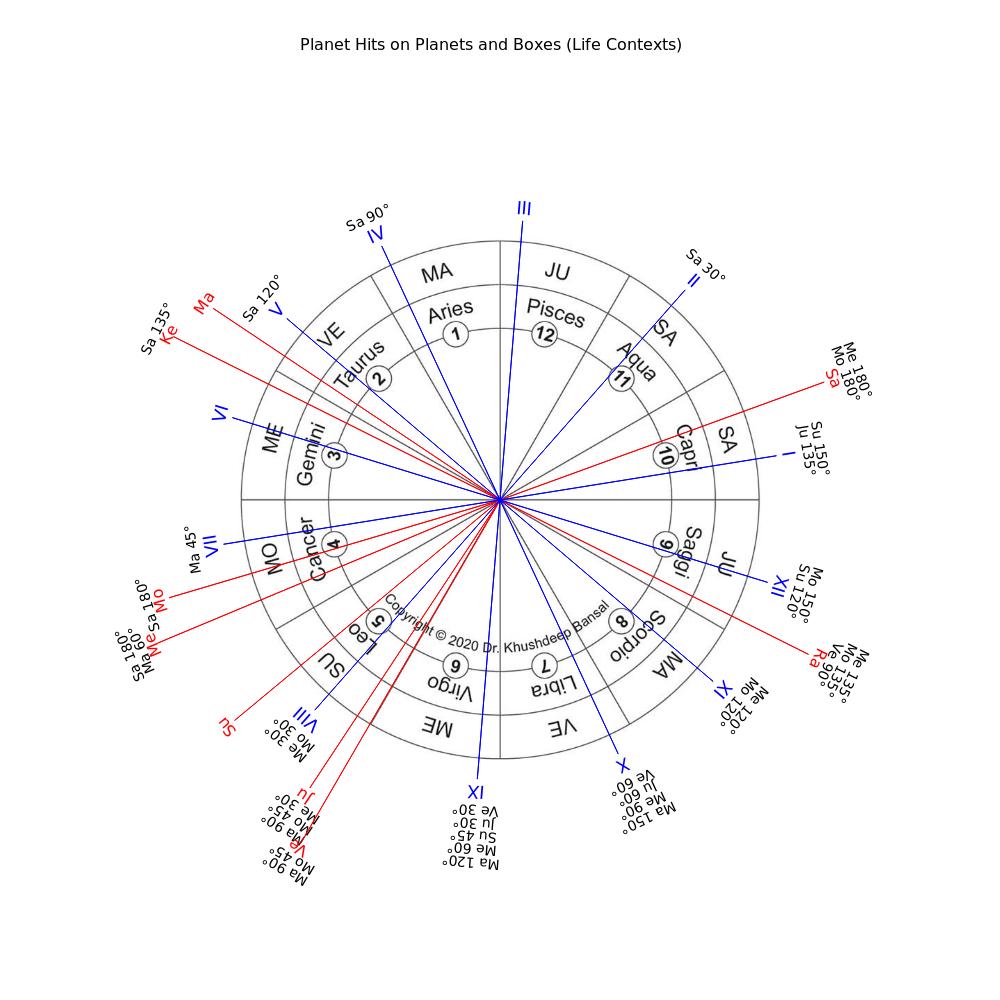 Planet Hits on Planets and Boxes (Life Contexts)
III
Sa 90°
IV
Sa 30°
II
MA
JU
Sa 120°
V
Ma
VE
SA
Aries
Pisces
1
12
Sa 135°
Ke
Taurus
2
Aqua
11
Me 180°
Mo 180°
Sa
VI
ME
Gemini
3
Capri
10
SA
I
Su 150°
Ju 135°
Ma 45°
VII
MO
Cancer
4
Saggi
9
JU
XII
Su 120°
Mo 150°
Mo
Sa 180°
Me
Ma 60°
Sa 180°
Leo
5
SU
Copyright © 2020 Dr. Khushdeep Bansal
8
Scorpio
MA
Ra
Ve 90°
Mo 135°
Me 135°
6
Virgo
ME
7
Libra
VE
Su
VIII
Mo 30°
Me 30°
XI
Mo 120°
Me 120°
Ju
Me 30°
Mo 45°
Ma 90°
Ve
Mo 45°
Ma 90°
IX
Ve 30°
Ju 30°
Su 45°
Me 60°
Ma 120°
X
Ve 60°
Ju 60°
Me 90°
Ma 150°